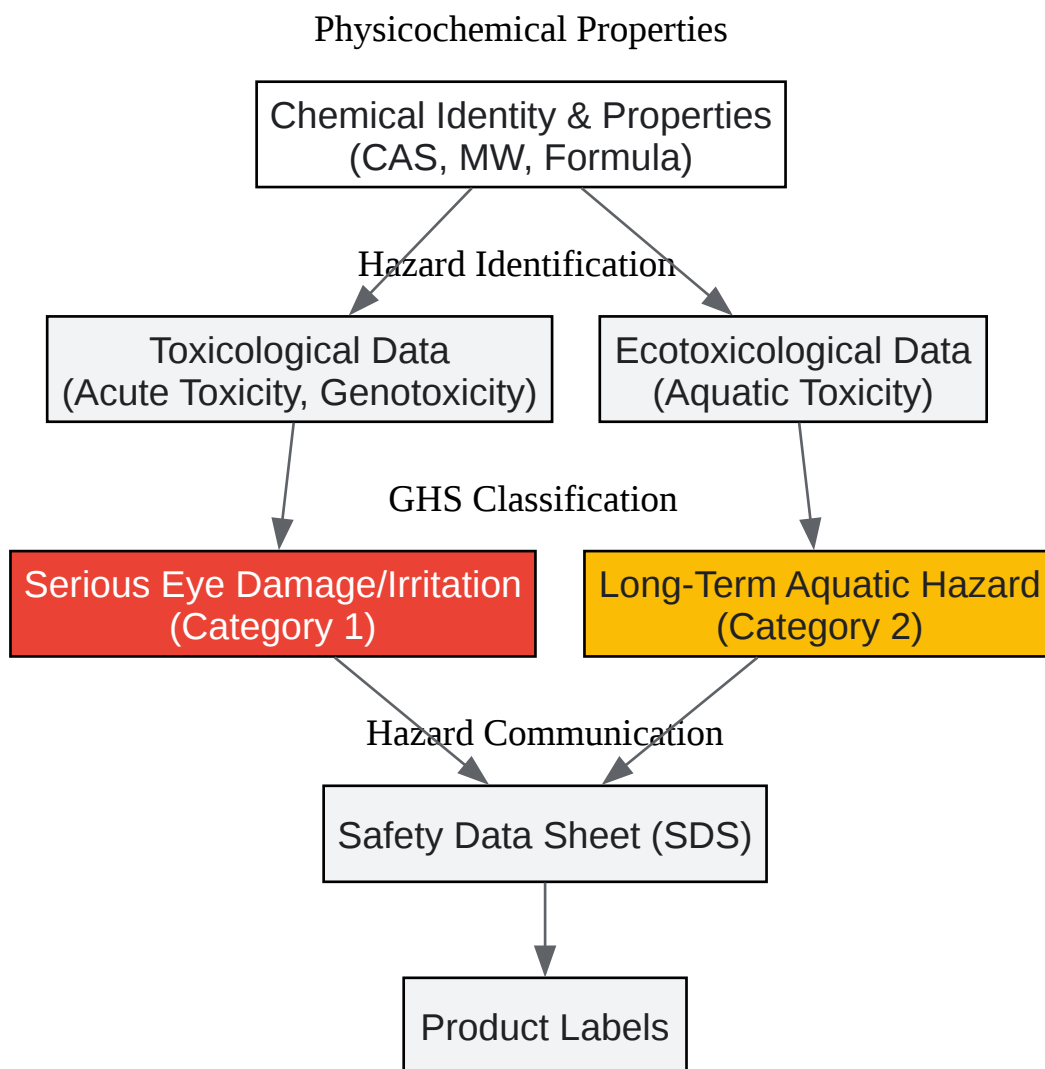 Physicochemical Properties
Chemical Identity & Properties
(CAS, MW, Formula)
Hazard Identification
Toxicological Data
(Acute Toxicity, Genotoxicity)
Ecotoxicological Data
(Aquatic Toxicity)
GHS Classification
Serious Eye Damage/Irritation
(Category 1)
Long-Term Aquatic Hazard
(Category 2)
Hazard Communication
Safety Data Sheet (SDS)
Product Labels